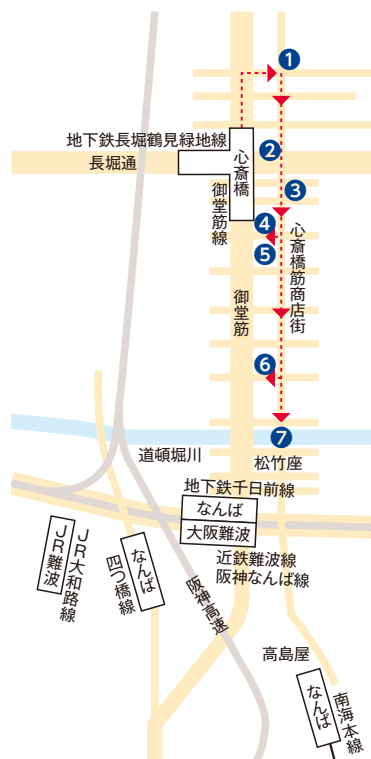 1
地下鉄長堀鶴見緑地線
長堀通
心斎橋
2
3
御堂筋線
4
5
心斎橋筋商店街
御堂筋
6
7
道頓堀川
松竹座
地下鉄千日前線
なんば
大阪難波
近鉄難波線
阪神なんば線
JR難波
JR大和路線
四つ橋線
なんば
阪神高速
高島屋
なんば
南海本線